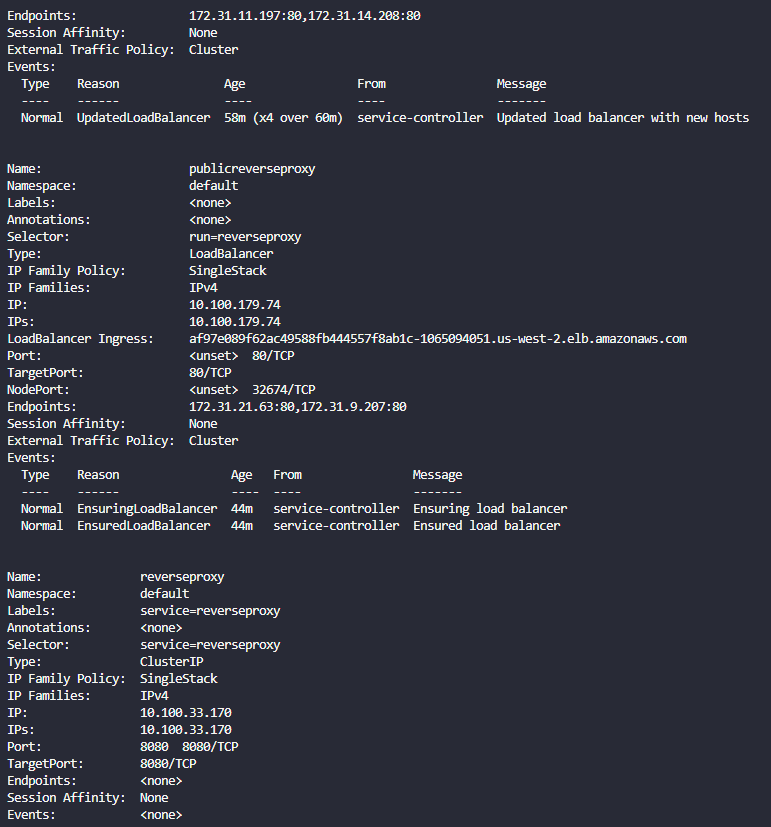 Endpoints:                172.31.11.197:80,172.31.14.208:80
Session Affinity:         None
External Traffic Policy:  Cluster
Events:
  Type    Reason               Age                From                Message
  ----    ------               ----               ----                -------
  Normal  UpdatedLoadBalancer  58m (x4 over 60m)  service-controller  Updated load balancer with new hosts
Name:                     publicreverseproxy
Namespace:                default
Labels:                   <none>
Annotations:              <none>
Selector:                 run=reverseproxy
Type:                     LoadBalancer
IP Family Policy:         SingleStack
IP Families:              IPv4
IP:                       10.100.179.74
IPs:                      10.100.179.74
LoadBalancer Ingress:     af97e089f62ac49588fb444557f8ab1c-1065094051.us-west-2.elb.amazonaws.com
Port:                     <unset>  80/TCP
TargetPort:               80/TCP
NodePort:                 <unset>  32674/TCP
Endpoints:                172.31.21.63:80,172.31.9.207:80
Session Affinity:         None
External Traffic Policy:  Cluster
Events:
  Type    Reason                Age   From                Message
  ----    ------                ----  ----                -------
  Normal  EnsuringLoadBalancer  44m   service-controller  Ensuring load balancer
  Normal  EnsuredLoadBalancer   44m   service-controller  Ensured load balancer
Name:              reverseproxy
Namespace:         default
Labels:            service=reverseproxy
Annotations:       <none>
Selector:          service=reverseproxy
Type:              ClusterIP
IP Family Policy:  SingleStack
IP Families:       IPv4
IP:                10.100.33.170
IPs:               10.100.33.170
Port:              8080  8080/TCP
TargetPort:        8080/TCP
Endpoints:         <none>
Session Affinity:  None
Events:            <none>